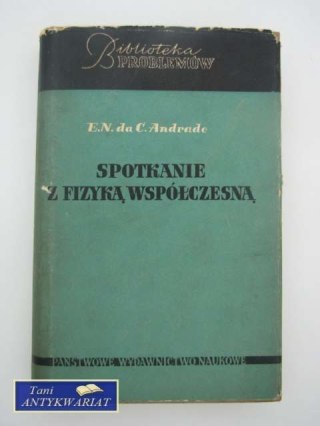 Biblioteka
PROBLEMÓW
E.N. da C. Andrade
SPOTKANIE
Z FIZYKĄ WSPÓŁCZESNĄ
PAŃSTWOWE WYDAWNICTWO NAUKOWE
Tani
ANTYKWARIAT